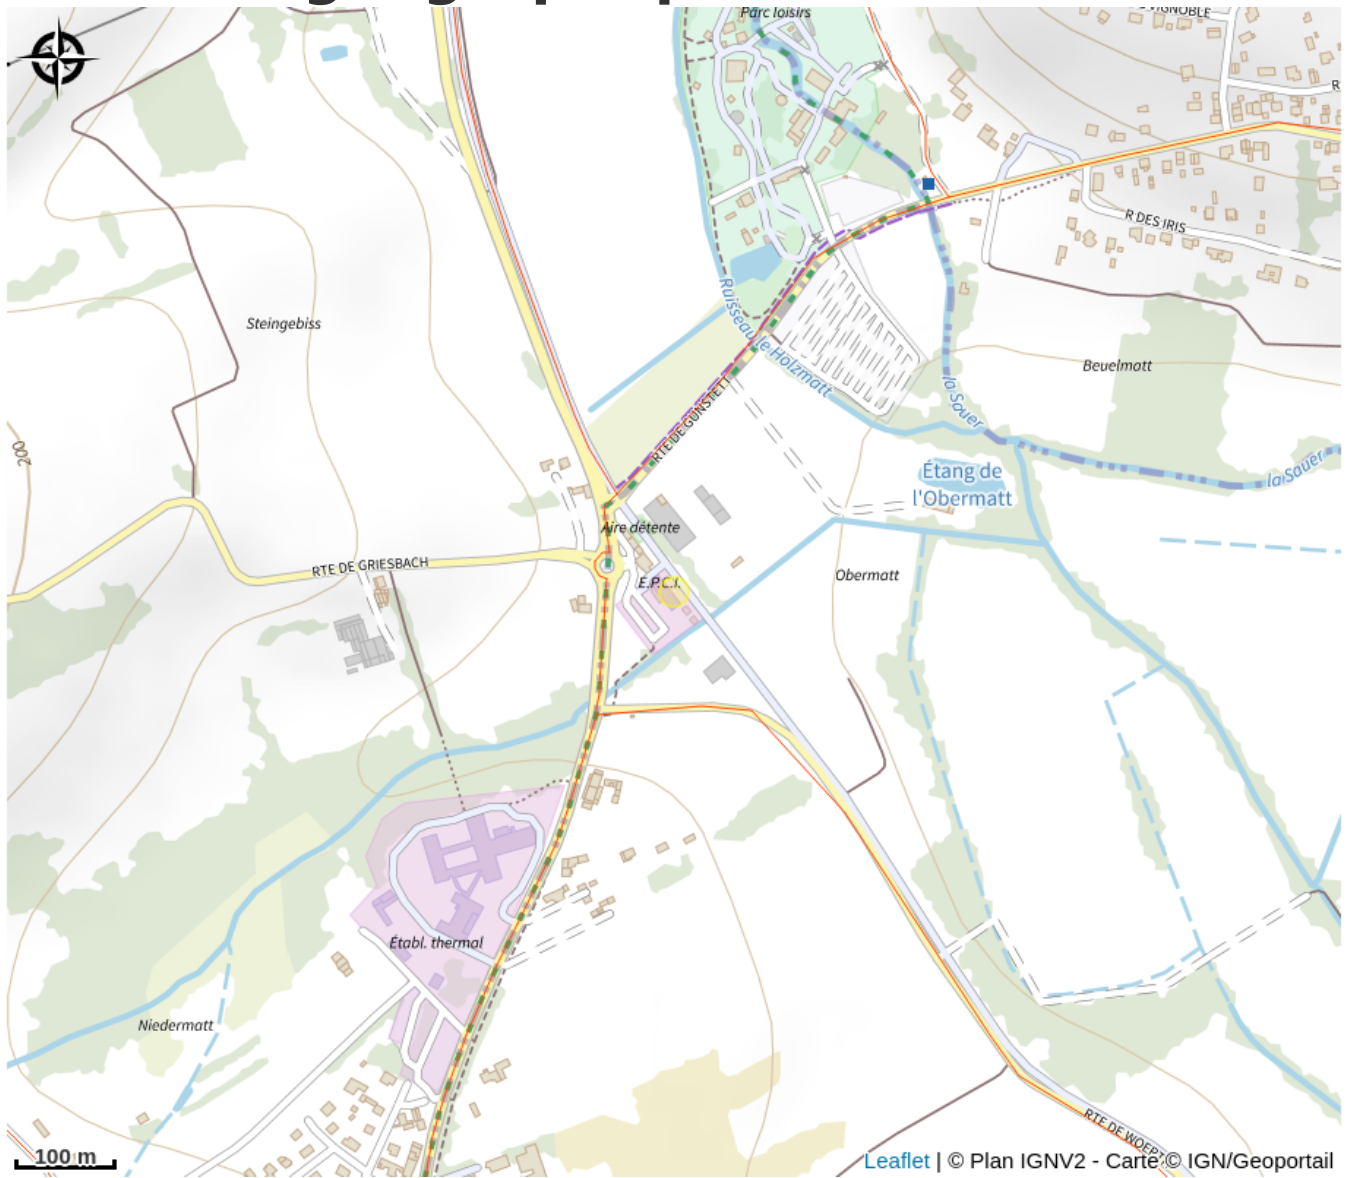 Parc loisirs
VIGNOBLE
R
R DES IRIS
Steingebiss
Ruisseau le Holzmatt
Beuelmatt
la Sauer
RTE DE GUNSTETT
200
Étang de
l'Obermatt
la Sauer
Aire détente
RTE DE GRIESBACH
E.P.C.I.
Obermatt
Établ. thermal
Niedermatt
RTE DE WOERT
100 m
Leaflet | © Plan IGNV2 - Carte © IGN/Geoportail